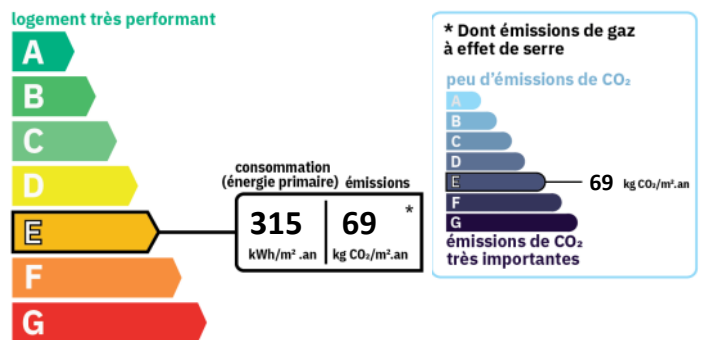 logement très performant
A
B
C
D
E
F
G
consommation
(énergie primaire) émissions
315 69 *
kWh/m² .an kg CO₂/m².an
* Dont émissions de gaz
à effet de serre
peu d'émissions de CO₂
A
B
C
D
E 69 kg CO₂/m².an
F
G
émissions de CO₂
très importantes